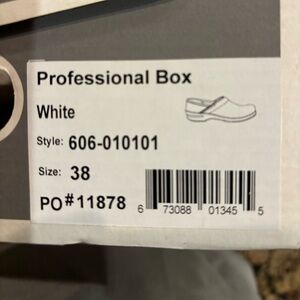 Professional Box
White
Style: 606-010101
Size: 38
PO#11878
6 73088 01345 5